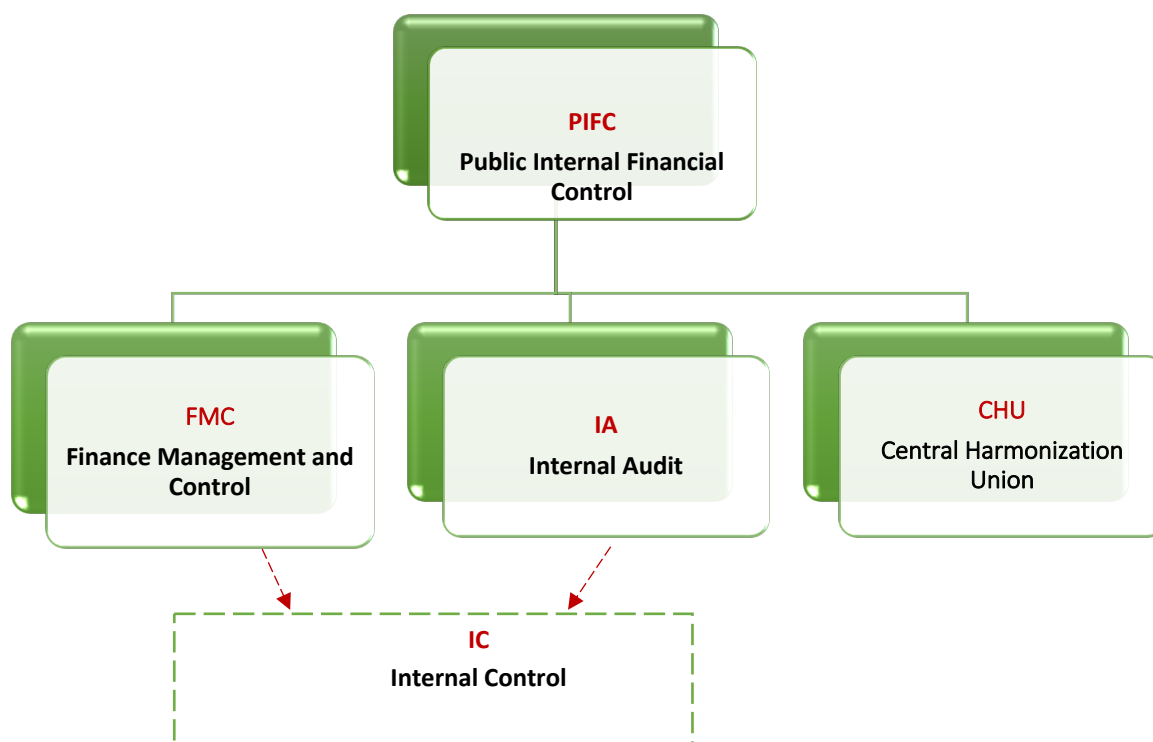 PIFC
Public Internal Financial
Control
FMC
Finance Management and
Control
IA
Internal Audit
CHU
Central Harmonization
Union
IC
Internal Control